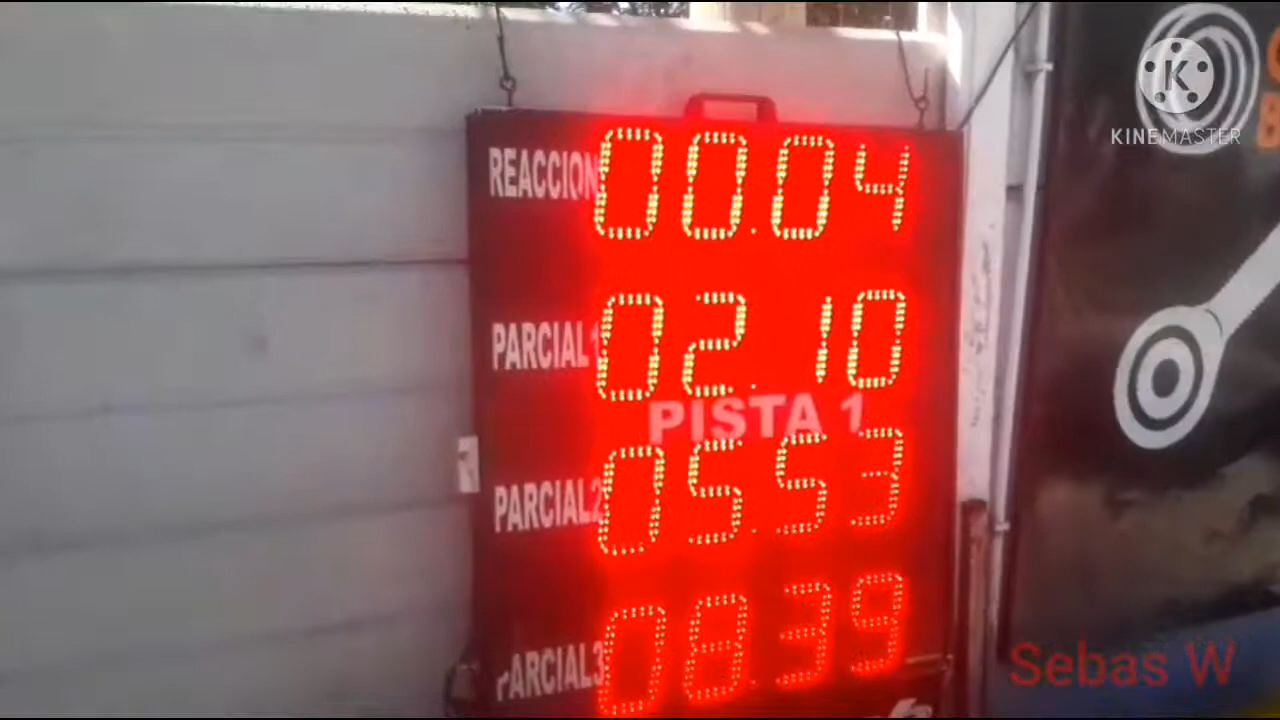 REACCION 00.04
PARCIAL1 02.10
PISTA 1
PARCIAL2 05.53
PARCIAL3 08.39
K
KINEMASTER
Sebas W